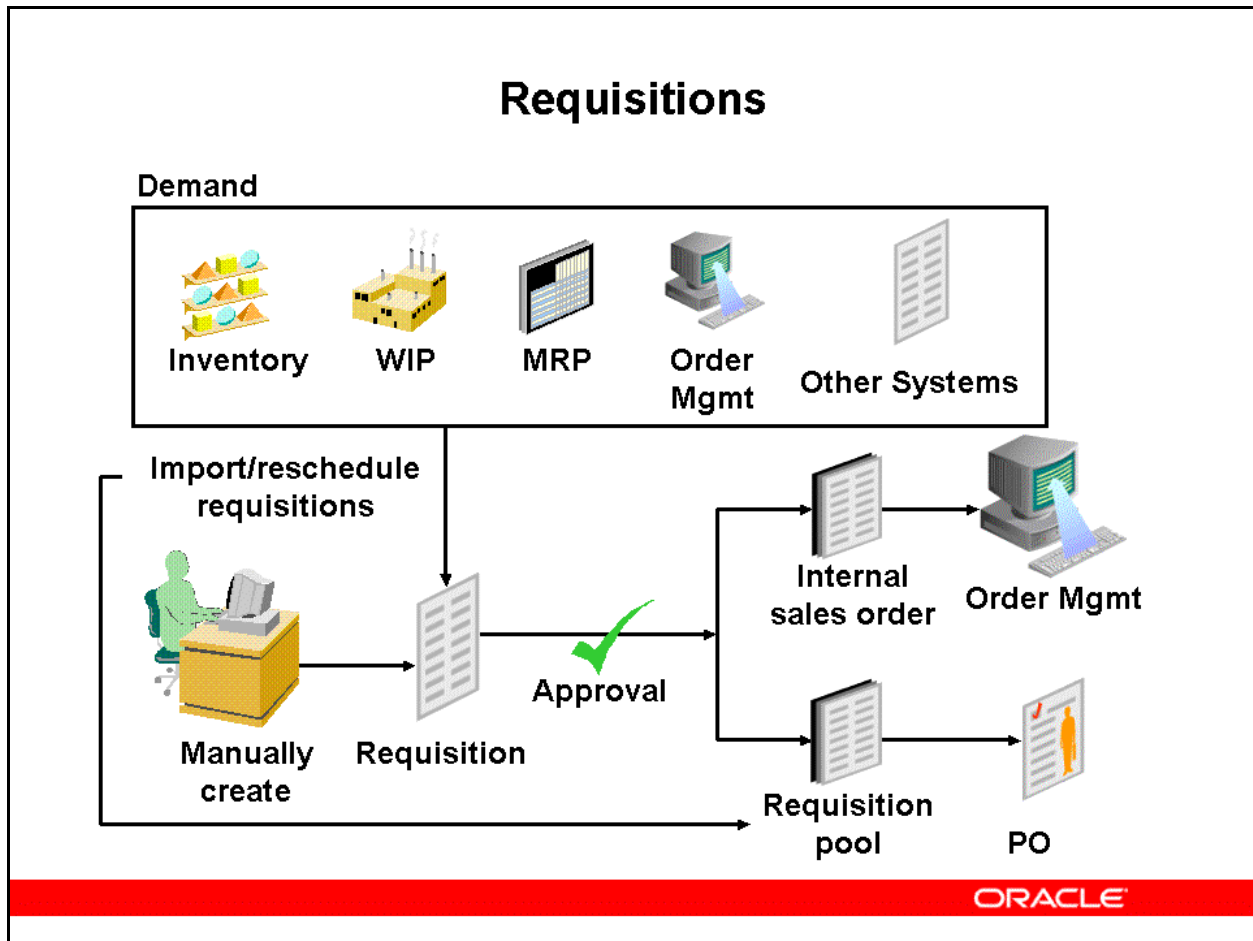 Requisitions
Demand
Inventory
WIP
MRP
Order
Mgmt
Other Systems
Import/reschedule
requisitions
Internal
sales order
Order Mgmt
Approval
Manually
create
Requisition
Requisition
pool
PO
ORACLE